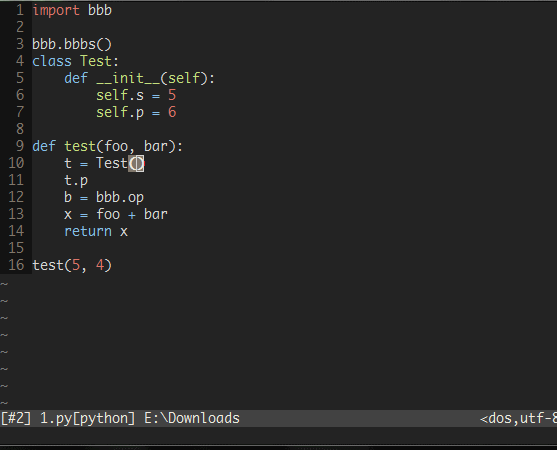 1 import bbb
2
3 bbb.bbbs()
4 class Test:
5     def __init__(self):
6         self.s = 5
7         self.p = 6
8
9 def test(foo, bar):
10     t = Test()
11     t.p
12     b = bbb.op
13     x = foo + bar
14     return x
15
16 test(5, 4)
~
~
~
~
~
~
~
~
[#2] 1.py[python] E:\Downloads <dos,utf-8